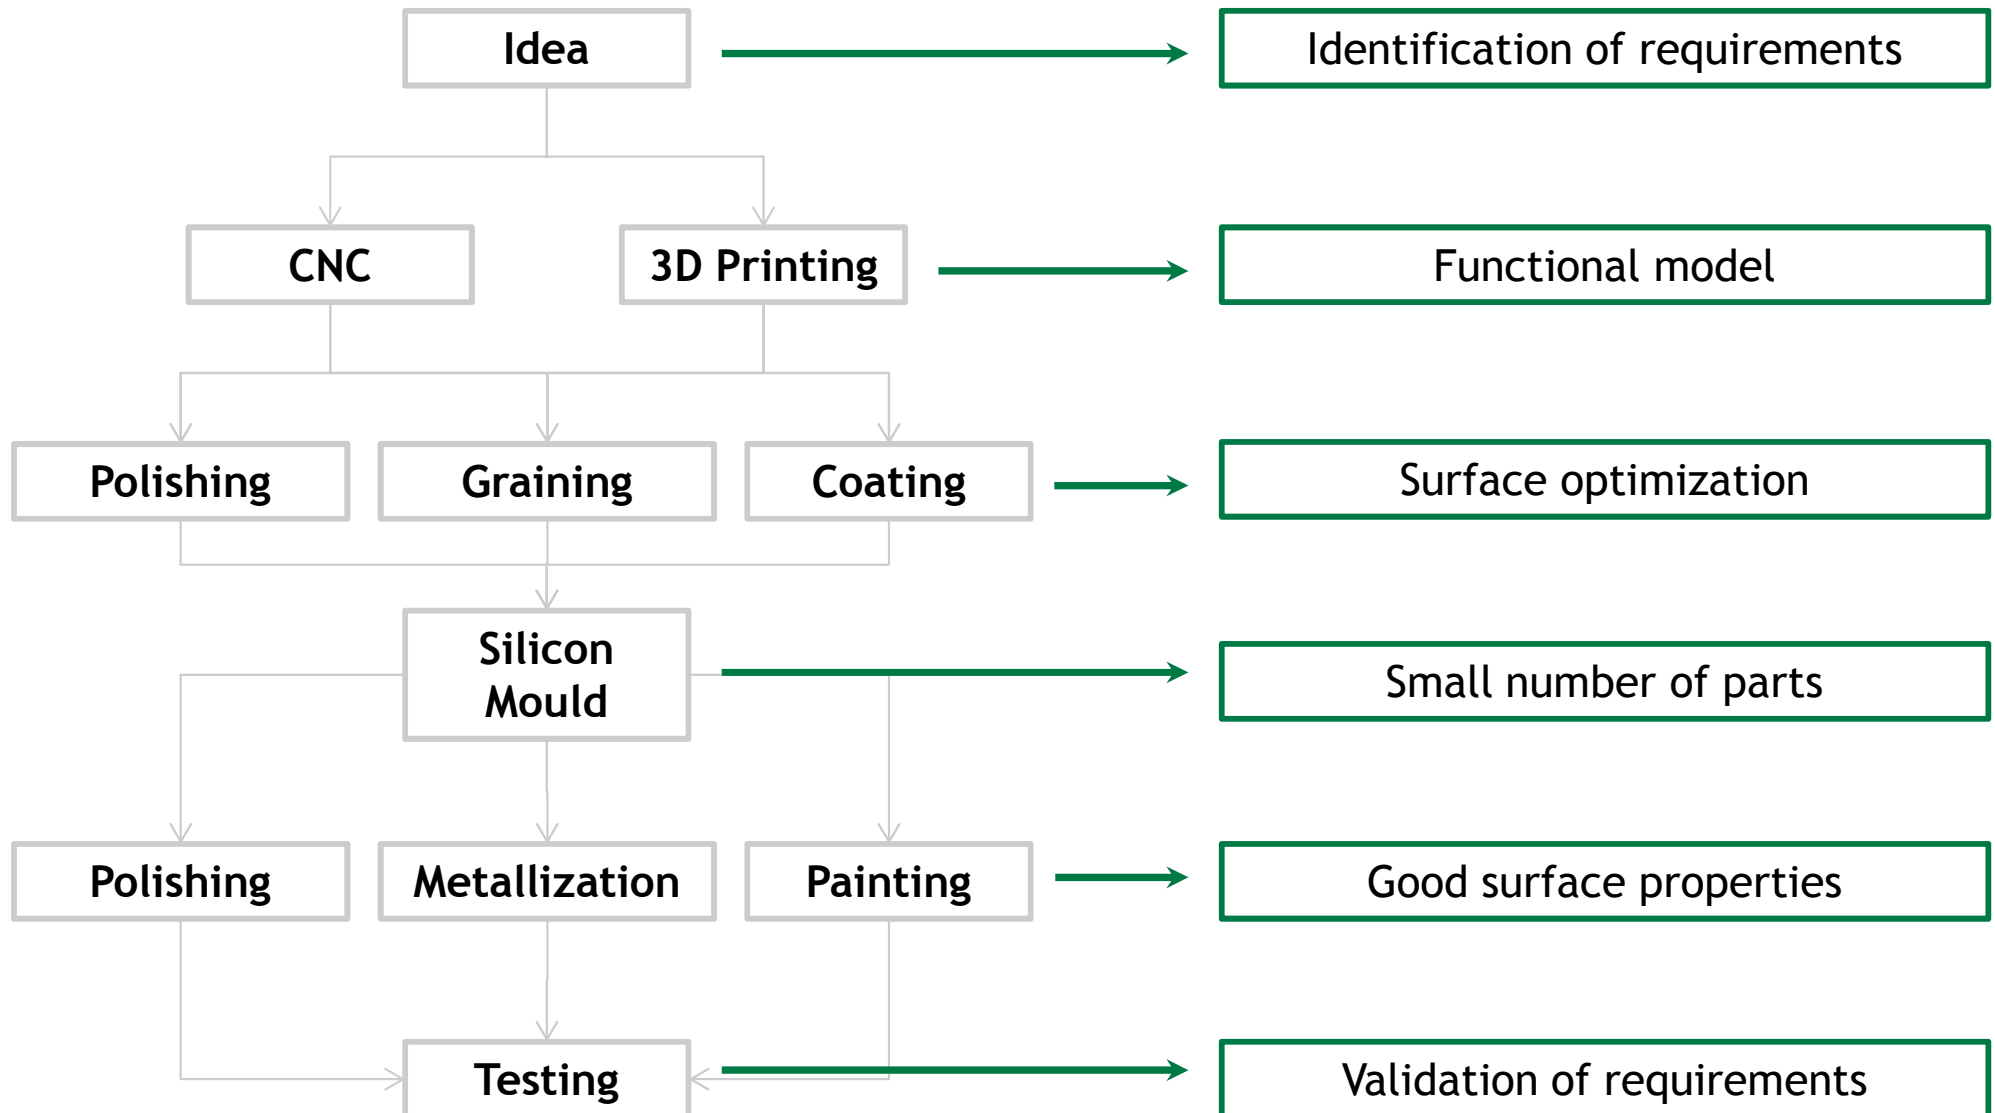 Idea
Identification of requirements
CNC
3D Printing
Functional model
Polishing
Graining
Coating
Surface optimization
Silicon
Mould
Small number of parts
Polishing
Metallization
Painting
Good surface properties
Testing
Validation of requirements